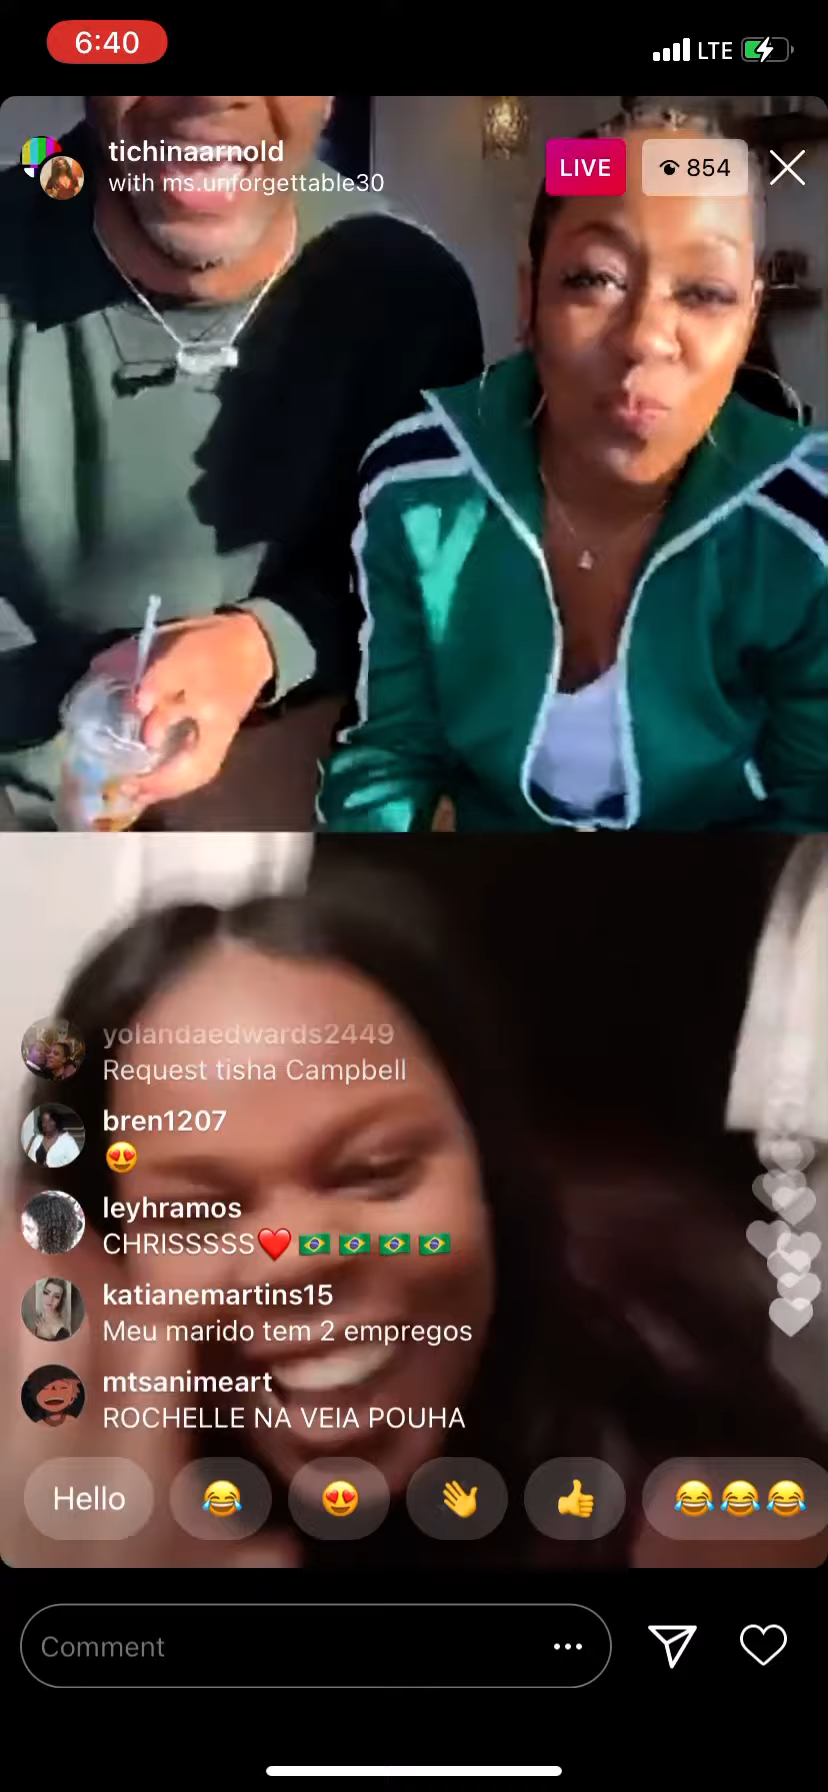 6:40
LTE
tichinaarnold
with ms.unforgettable30
LIVE
854
yolandaedwards2449
Request tisha Campbell
bren1207
😍
leyhramos
CHRISSSSS❤️🇧🇷🇧🇷🇧🇷🇧🇷
katianemartins15
Meu marido tem 2 empregos
mtsanimeart
ROCHELLE NA VEIA POUHA
Hello 😂 😍 👋 👍 😂😂😂
Comment